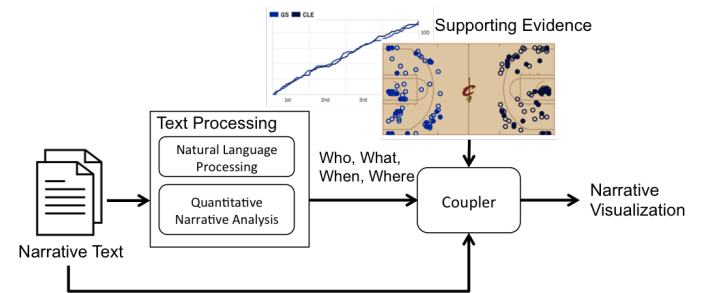 GS CLE
Supporting Evidence
100
1st 2nd 3rd
C
Text Processing
Natural Language
Processing
Quantitative
Narrative Analysis
Who, What,
When, Where
Coupler
Narrative
Visualization
Narrative Text